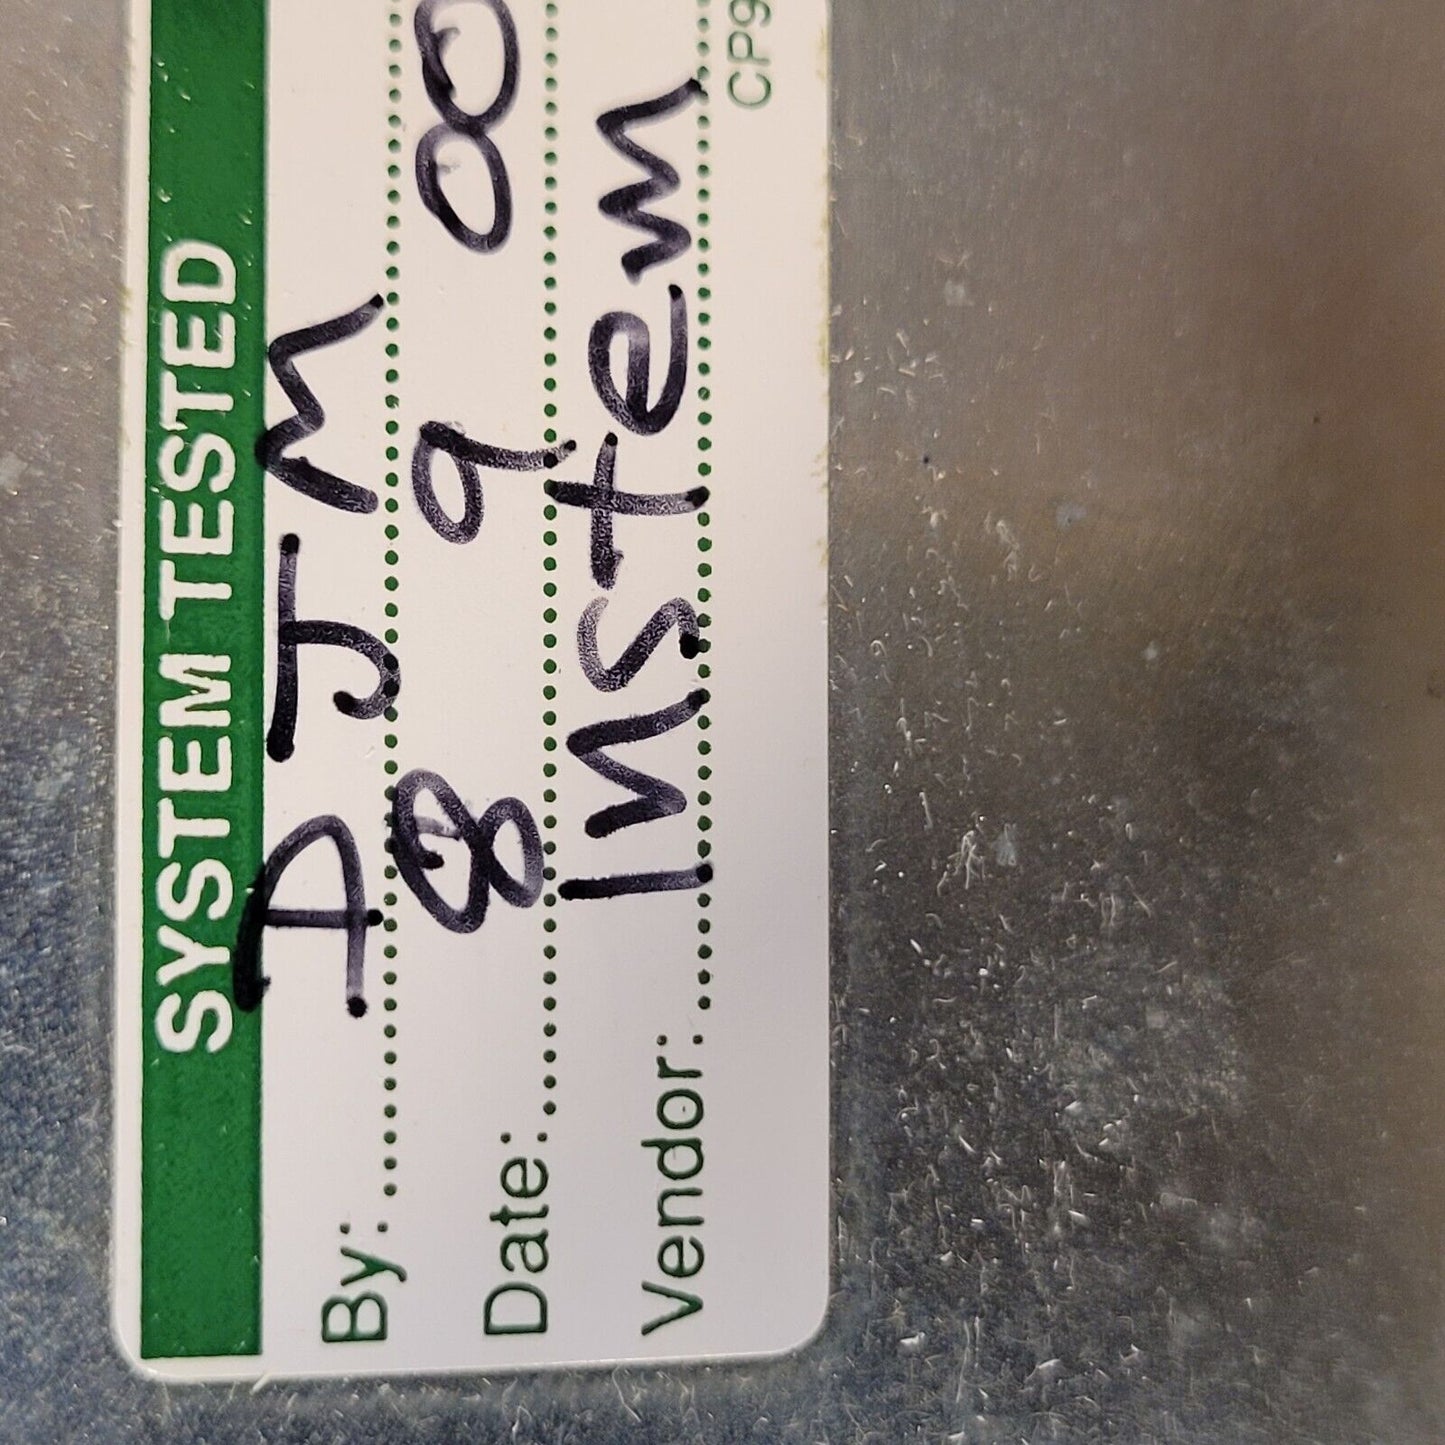 SYSTEM TESTED
By: DJM
Date: 8 9 00
Vendor: Instem
CP9